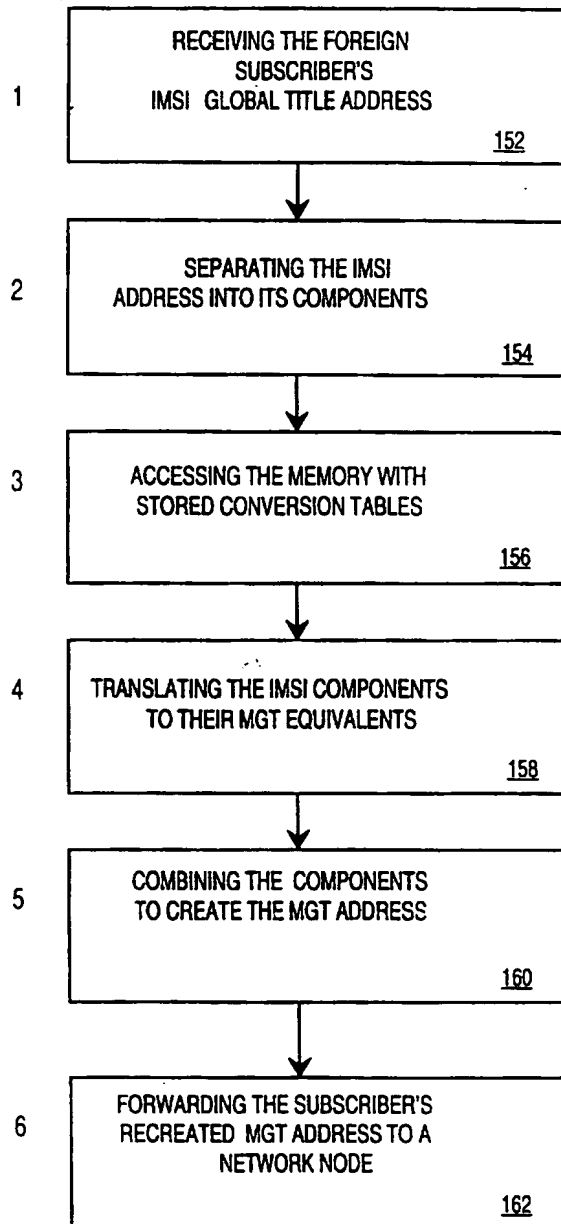 1
RECEIVING THE FOREIGN
SUBSCRIBER'S
IMSI GLOBAL TITLE ADDRESS
152
2
SEPARATING THE IMSI
ADDRESS INTO ITS COMPONENTS
154
3
ACCESSING THE MEMORY WITH
STORED CONVERSION TABLES
156
4
TRANSLATING THE IMSI COMPONENTS
TO THEIR MGT EQUIVALENTS
158
5
COMBINING THE COMPONENTS
TO CREATE THE MGT ADDRESS
160
6
FORWARDING THE SUBSCRIBER'S
RECREATED MGT ADDRESS TO A
NETWORK NODE
162